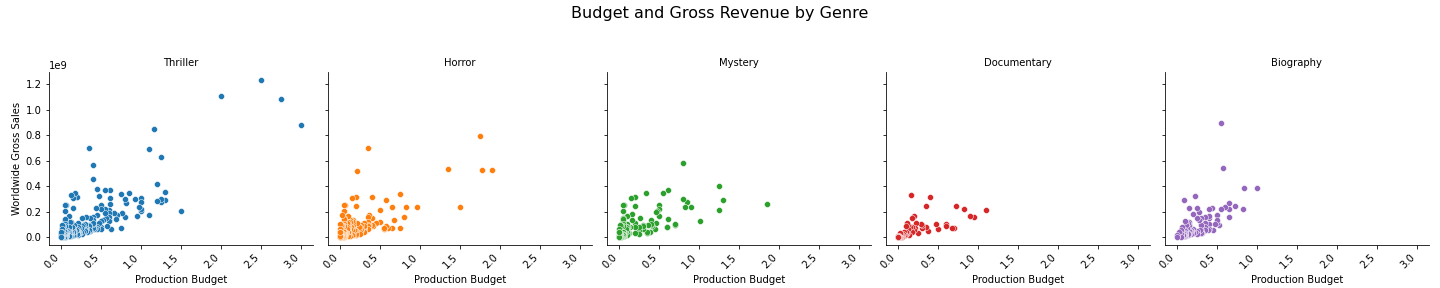 Budget and Gross Revenue by Genre
Thriller
Horror
Mystery
Documentary
Biography
1e9
Worldwide Gross Sales
1.2
1.0
0.8
0.6
0.4
0.2
0.0
0.0 0.5 1.0 1.5 2.0 2.5 3.0
0.0 0.5 1.0 1.5 2.0 2.5 3.0
0.0 0.5 1.0 1.5 2.0 2.5 3.0
0.0 0.5 1.0 1.5 2.0 2.5 3.0
0.0 0.5 1.0 1.5 2.0 2.5 3.0
Production Budget
Production Budget
Production Budget
Production Budget
Production Budget